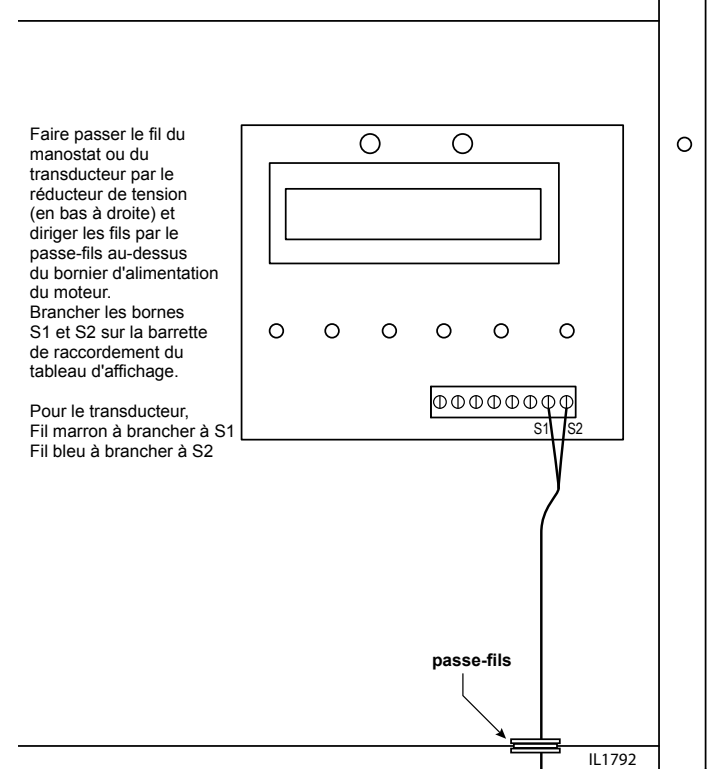 Faire passer le fil du
manostat ou du
transducteur par le
réducteur de tension
(en bas à droite) et
diriger les fils par le
passe-fils au-dessus
du bornier d'alimentation
du moteur.
Brancher les bornes
S1 et S2 sur la barrette
de raccordement du
tableau d'affichage.
Pour le transducteur,
Fil marron à brancher à S1
Fil bleu à brancher à S2
S1 S2
passe-fils
IL1792